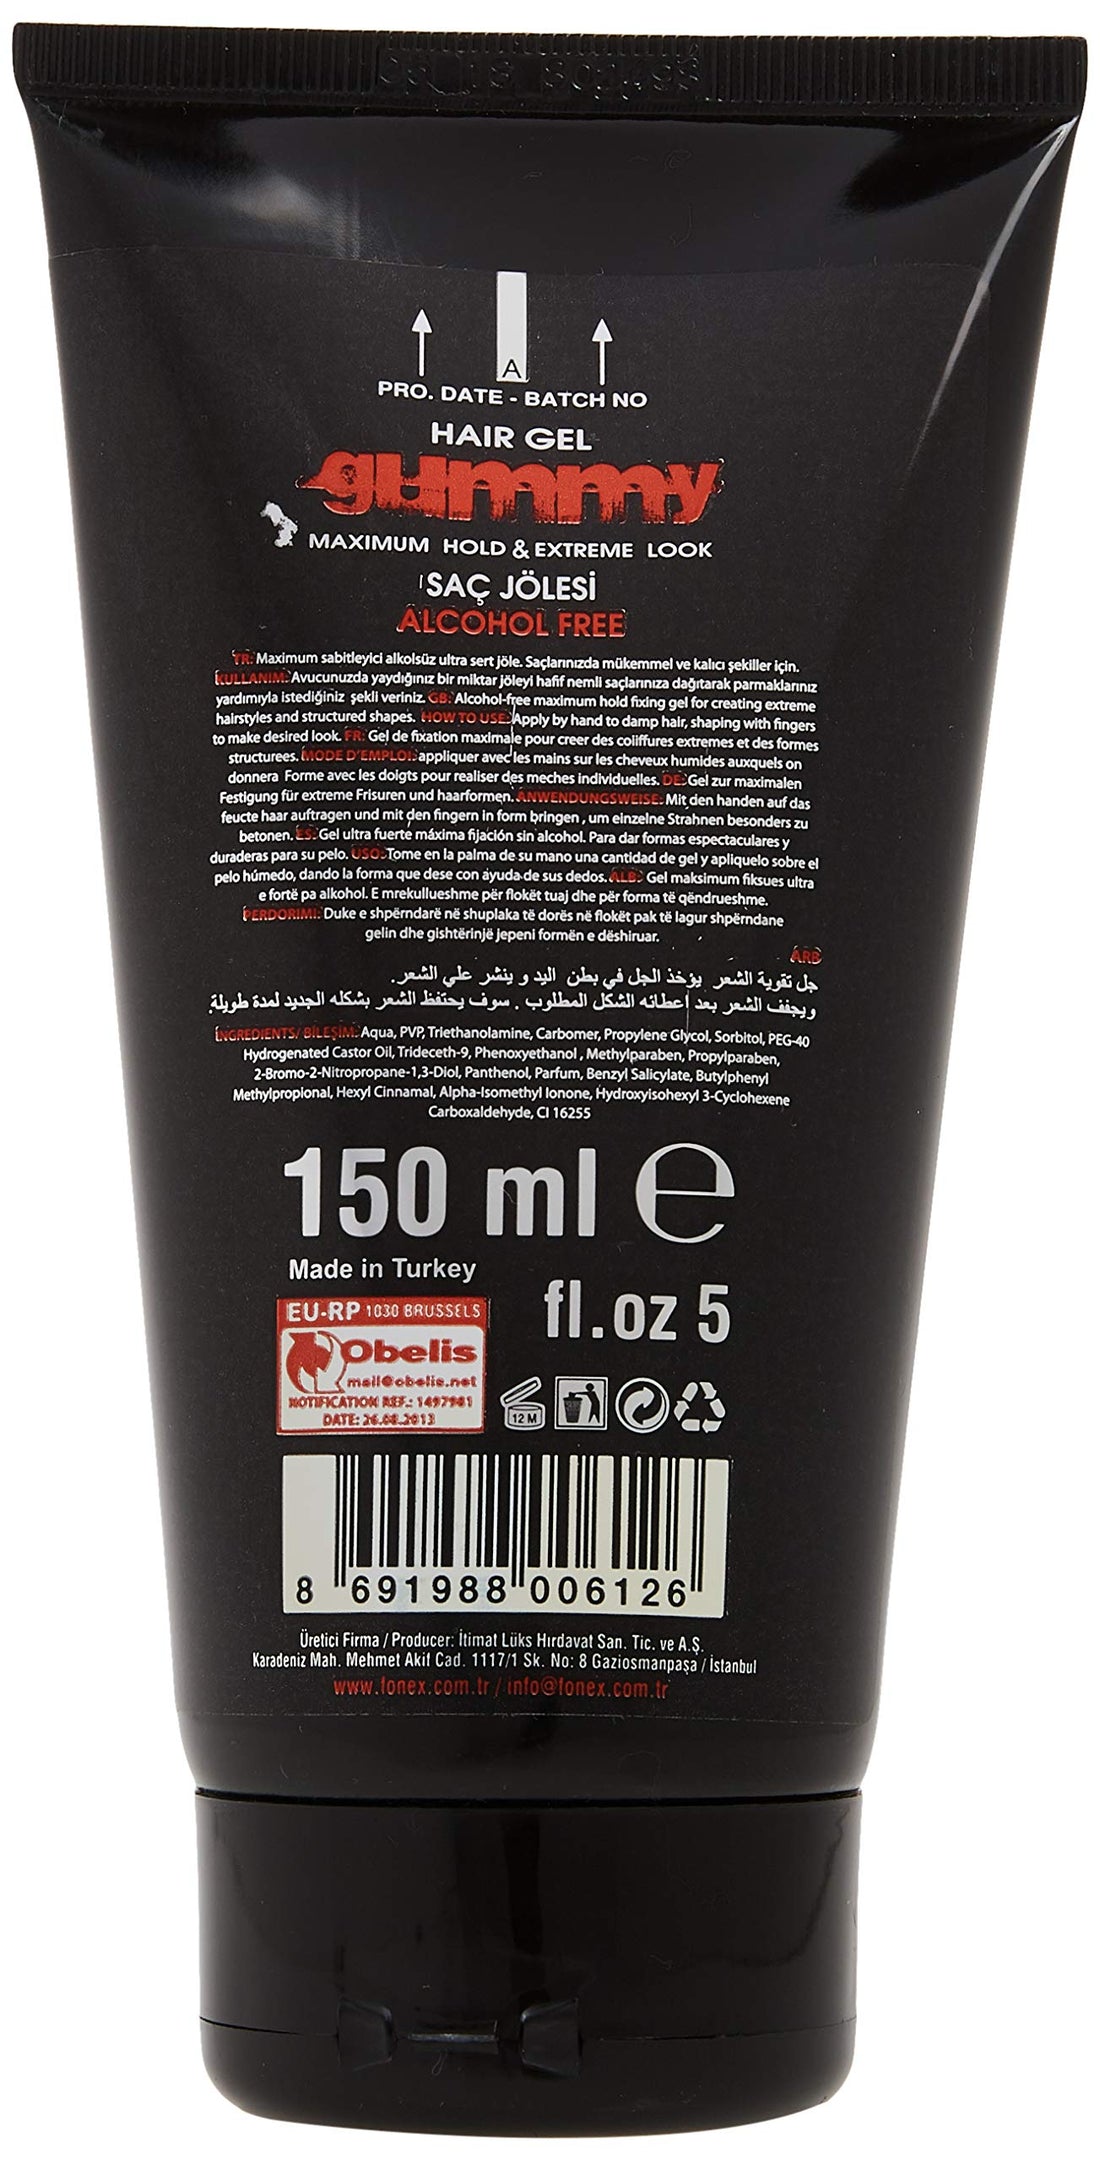 A
PRO. DATE - BATCH NO
HAIR GEL
gummy
MAXIMUM HOLD & EXTREME LOOK
SAÇ JÖLESİ
ALCOHOL FREE
TR: Maximum sabitleyici alkolsüz ultra sert jöle. Saçlarınızda mükemmel ve kalıcı şekiller için.
KULLANIM: Avucunuzda yaydığınız bir miktar jöleyi hafif nemli saçlarınıza dağıtarak parmaklarınız
yardımıyla istediğiniz şekli veriniz. GB: Alcohol-free maximum hold fixing gel for creating extreme
hairstyles and structured shapes. HOW TO USE: Apply by hand to damp hair, shaping with fingers
to make desired look. FR: Gel de fixation maximale pour creer des coiiffures extremes et des formes
structurees. MODE D'EMPLOI: appliquer avec les mains sur les cheveux humides auxquels on
donnera Forme avec les doigts pour realiser des meches individuelles. DE: Gel zur maximalen
Festigung für extreme Frisuren und haarformen. ANWENDUNGSWEISE: Mit den handen auf das
feucte haar auftragen und mit den fingern in form bringen , um einzelne Strahnen besonders zu
betonen. ES: Gel ultra fuerte máxima fijación sin alcohol. Para dar formas espectaculares y
duraderas para su pelo. USO: Tome en la palma de su mano una cantidad de gel y apliquelo sobre el
pelo húmedo, dando la forma que dese con ayuda de sus dedos. ALB: Gel maksimum fiksues ultra
e fortë pa alkohol. E mrekullueshme për flokët tuaj dhe për forma të qëndrueshme.
PERDORIMI: Duke e shpërndarë në shuplaka të dorës në flokët pak të lagur shpërndane
gelin dhe gishtërinjë jepeni formën e dëshiruar.
ARB
جل تقوية الشعر يؤخذ الجل في بطن اليد و ينشر علي الشعر.
ويجفف الشعر بعد إعطائه الشكل المطلوب . سوف يحتفظ الشعر بشكله الجديد لمدة طويلة.
INGREDIENTS/ BİLEŞİM: Aqua, PVP, Triethanolamine, Carbomer, Propylene Glycol, Sorbitol, PEG-40
Hydrogenated Castor Oil, Trideceth-9, Phenoxyethanol , Methylparaben, Propylparaben,
2-Bromo-2-Nitropropane-1,3-Diol, Panthenol, Parfum, Benzyl Salicylate, Butylphenyl
Methylpropional, Hexyl Cinnamal, Alpha-Isomethyl Ionone, Hydroxyisohexyl 3-Cyclohexene
Carboxaldehyde, CI 16255
150 ml e
Made in Turkey
fl.oz 5
EU-RP 1030 BRUSSELS
Obelis
mail@obelis.net
NOTIFICATION REF.: 1497981
DATE: 26.08.2013
12 M
8 691988 006126
Üretici Firma / Producer: İtimat Lüks Hırdavat San. Tic. ve A.Ş.
Karadeniz Mah. Mehmet Akif Cad. 1117/1 Sk. No: 8 Gaziosmanpaşa / İstanbul
www.fonex.com.tr / info@fonex.com.tr